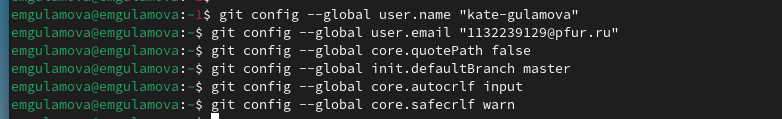 emgulamova@emgulamova:~1$ git config --global user.name "kate-gulamova"
emgulamova@emgulamova:~$ git config --global user.email "1132239129@pfur.ru"
emgulamova@emgulamova:~$ git config --global core.quotePath false
emgulamova@emgulamova:~$ git config --global init.defaultBranch master
emgulamova@emgulamova:~$ git config --global core.autocrlf input
emgulamova@emgulamova:~$ git config --global core.safecrlf warn